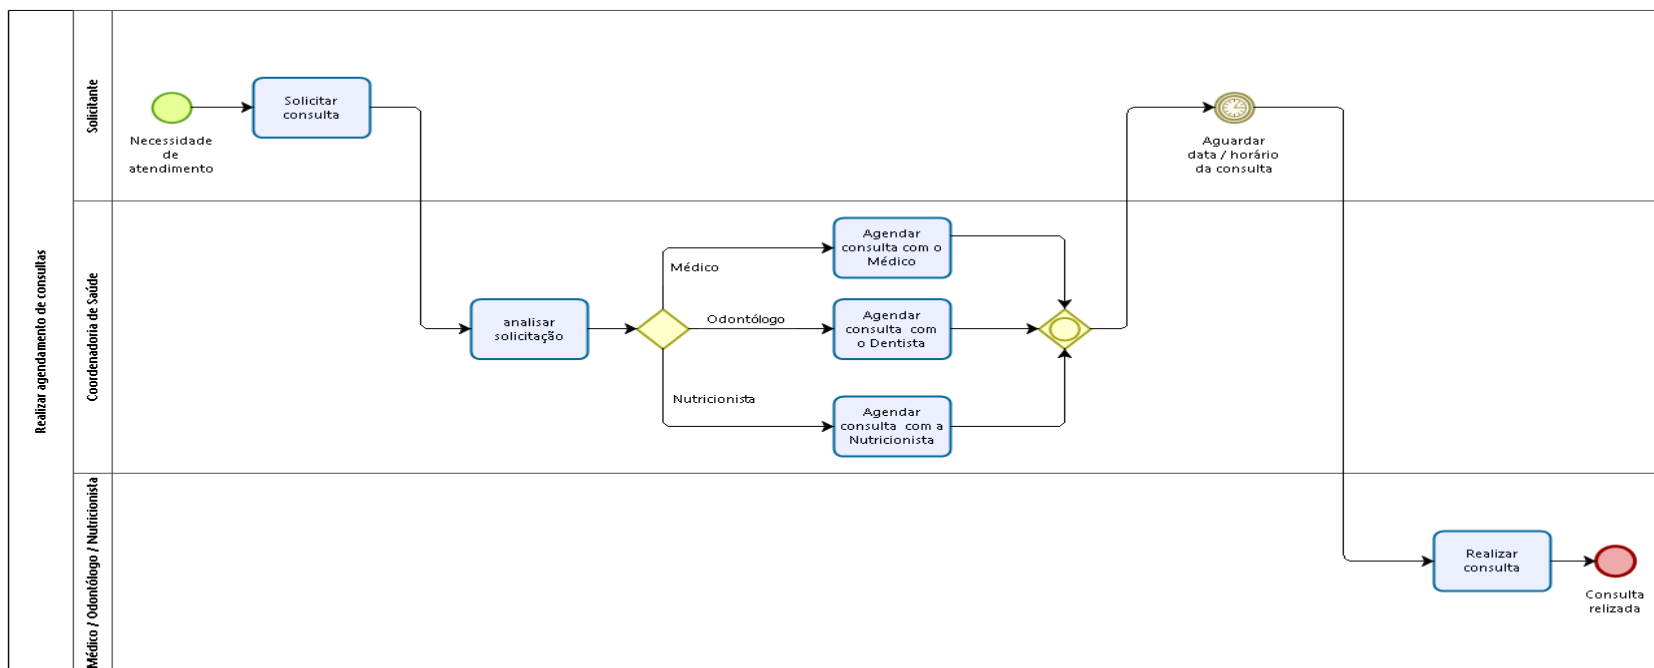 Realizar agendamento de consultas
Solicitante
Necessidade
de
atendimento
Solicitar
consulta
Aguardar
data / horário
da consulta
Coordenadoria de Saúde
analisar
solicitação
Médico
Odontólogo
Nutricionista
Agendar
consulta com o
Médico
Agendar
consulta com
o Dentista
Agendar
consulta com a
Nutricionista
Médico / Odontólogo / Nutricionista
Realizar
consulta
Consulta
relizada